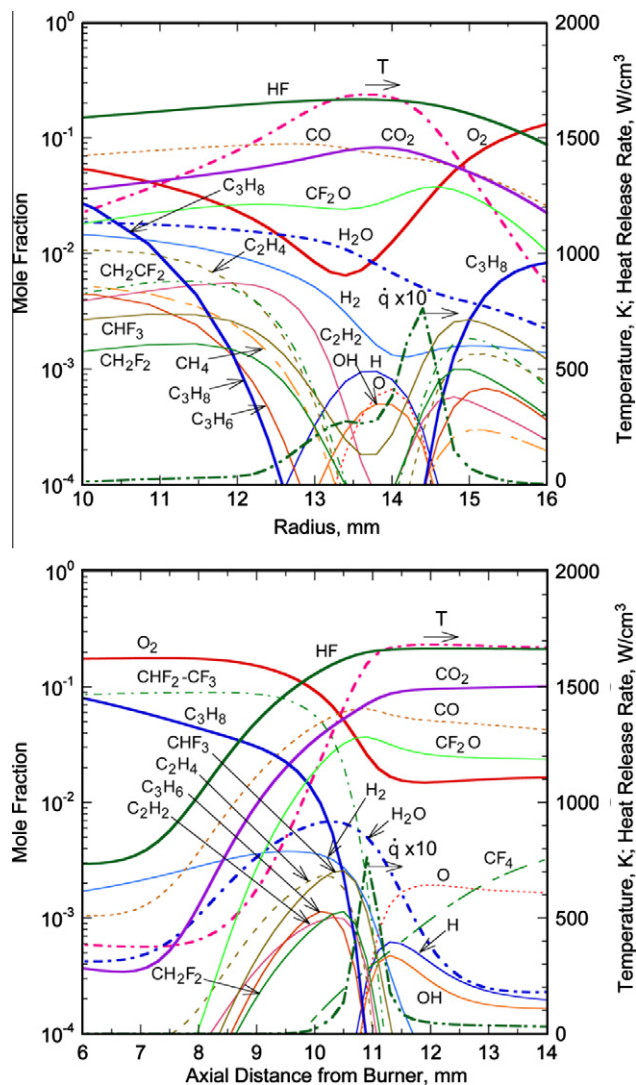 10⁰
2000
T
HF
10⁻¹
CO
CO₂
O₂
1500
C₃H₈
CF₂O
10⁻²
C₂H₄
H₂O
C₃H₈
1000
CH₂CF₂
H₂
q̇ x10
C₂H₂
CHF₃
OH
H
10⁻³
CH₂F₂
CH₄
O
500
C₃H₈
C₃H₆
10⁻⁴
0
10
11
12
13
14
15
16
Radius, mm
Mole Fraction
Temperature, K; Heat Release Rate, W/cm³
10⁰
2000
O₂
HF
T
CHF₂-CF₃
10⁻¹
CO₂
1500
C₃H₈
CO
CHF₃
CF₂O
C₂H₄
10⁻²
C₃H₆
H₂
H₂O
1000
C₂H₂
q̇ x10
CF₄
O
10⁻³
H
500
CH₂F₂
OH
10⁻⁴
0
6
7
8
9
10
11
12
13
14
Axial Distance from Burner, mm
Mole Fraction
Temperature, K; Heat Release Rate, W/cm³